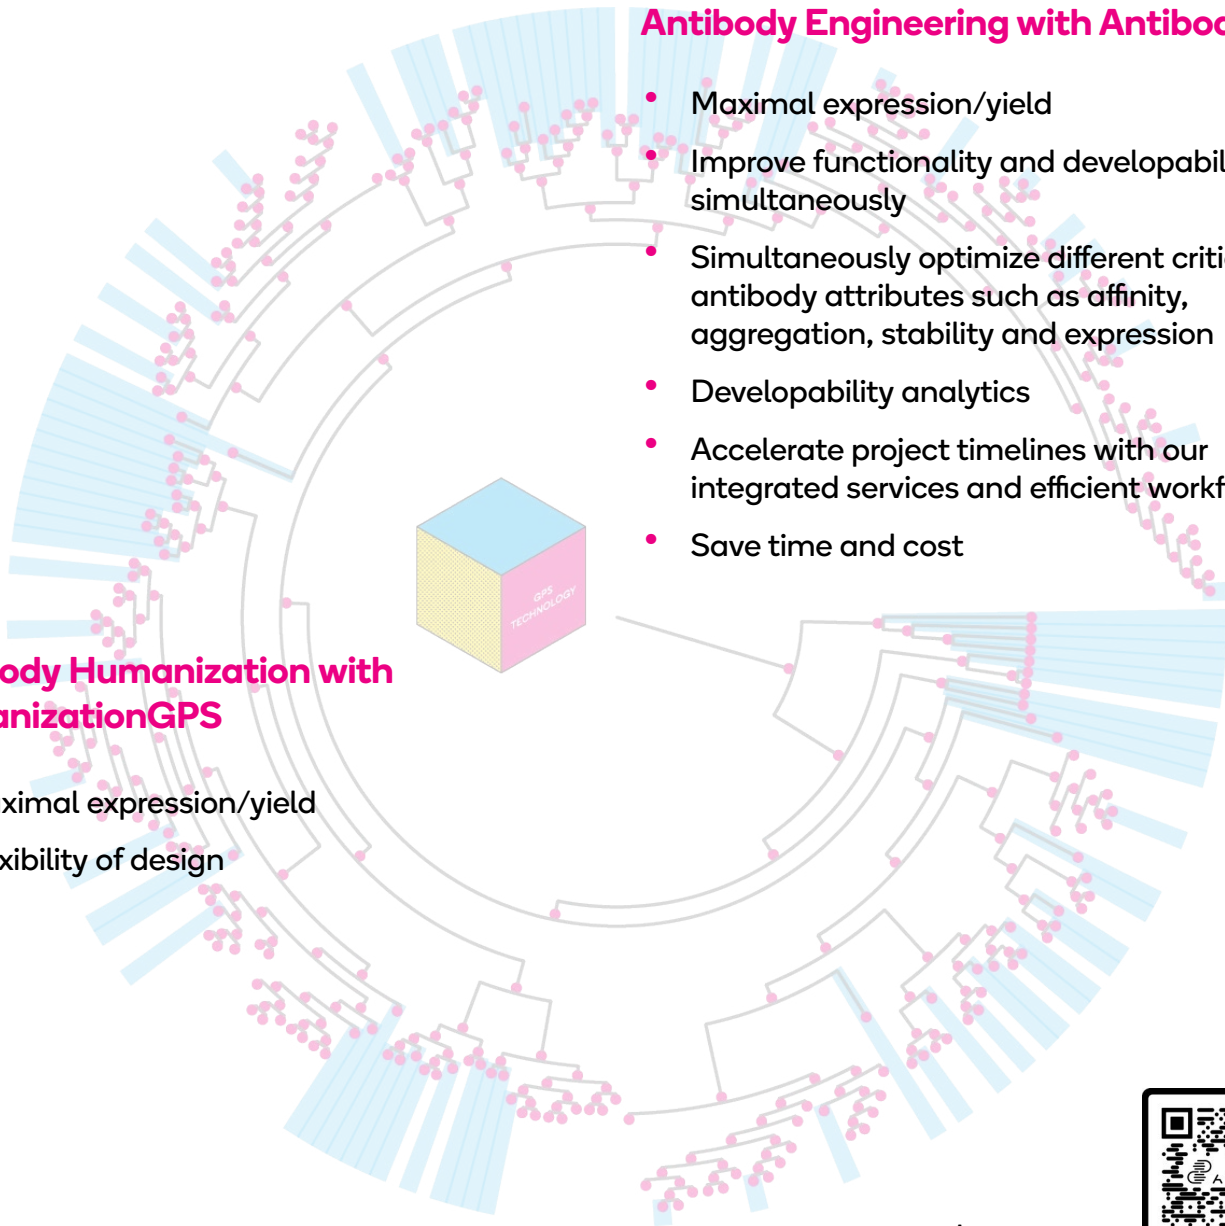 Antibody Engineering with Antiboc
• Maximal expression/yield
• Improve functionality and developabil
simultaneously
• Simultaneously optimize different critic
antibody attributes such as affinity,
aggregation, stability and expression
• Developability analytics
• Accelerate project timelines with our
integrated services and efficient workf
• Save time and cost
GPS
TECHNOLOGY
ody Humanization with
anizationGPS
ximal expression/yield
xibility of design